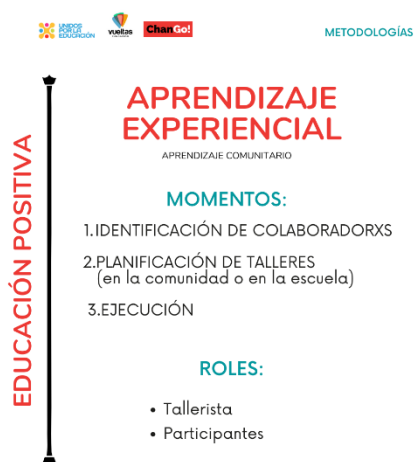 UNIDOS
POR LA
EDUCACIÓN
vueltas
ChanGo!
METODOLOGÍAS
EDUCACIÓN POSITIVA
APRENDIZAJE
EXPERIENCIAL
APRENDIZAJE COMUNITARIO
MOMENTOS:
1.IDENTIFICACIÓN DE COLABORADORXS
2.PLANIFICACIÓN DE TALLERES
(en la comunidad o en la escuela)
3.EJECUCIÓN
ROLES:
• Tallerista
• Participantes